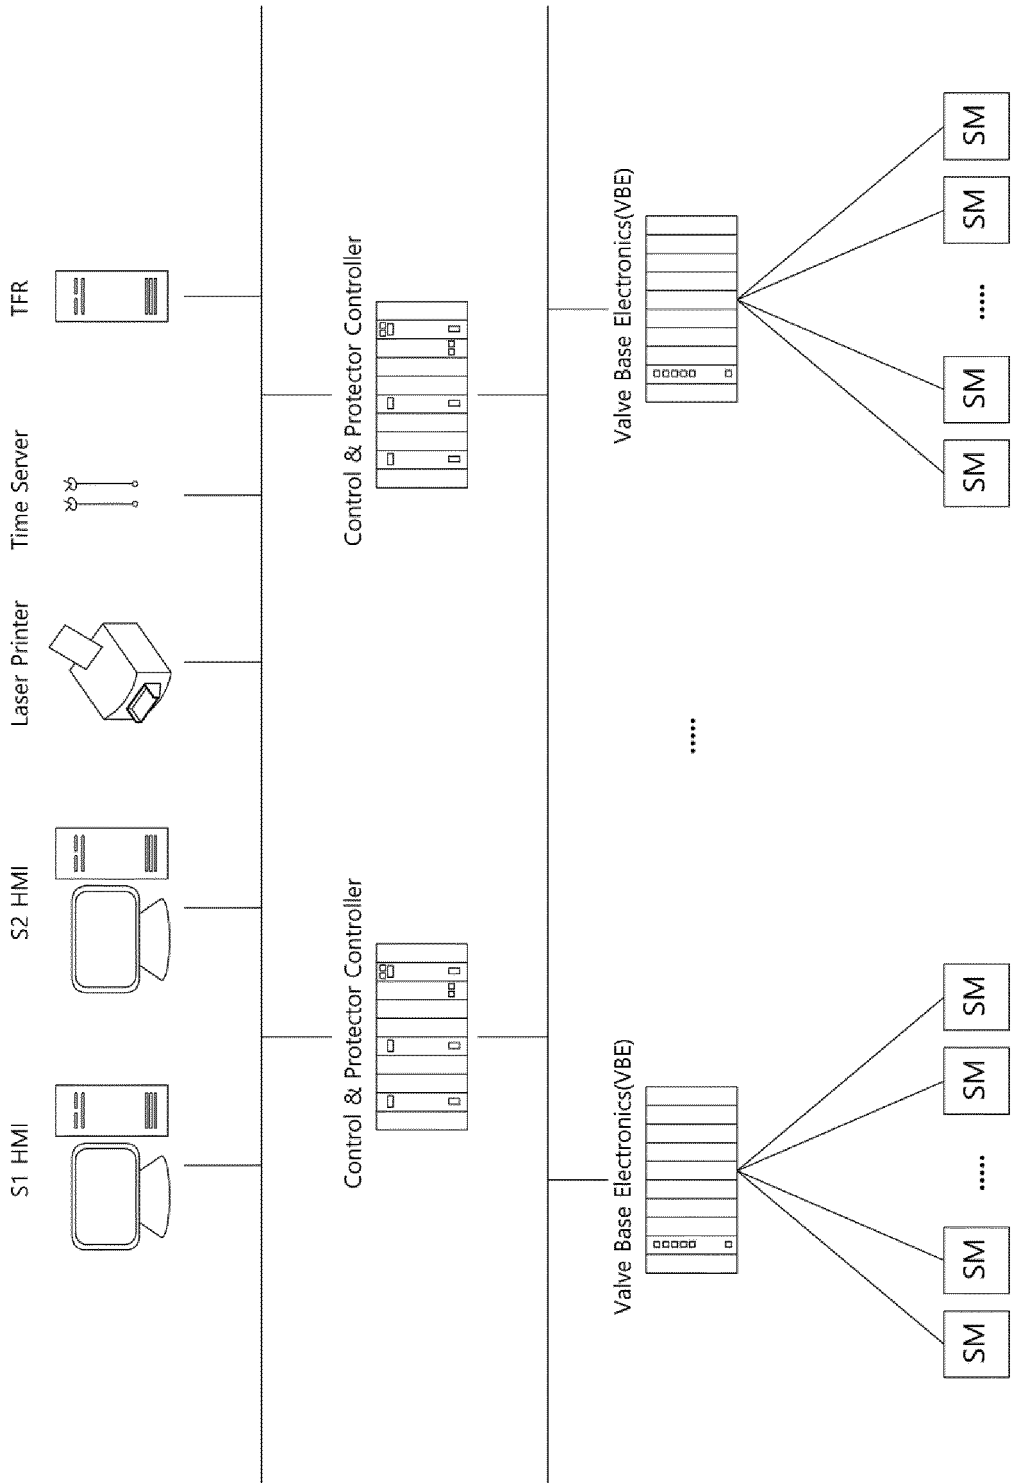 S1 HMI
S2 HMI
Laser Printer
Time Server
TFR
Control & Protector Controller
Control & Protector Controller
Valve Base Electronics(VBE)
.....
Valve Base Electronics(VBE)
SM
SM
.....
SM
SM
SM
SM
.....
SM
SM